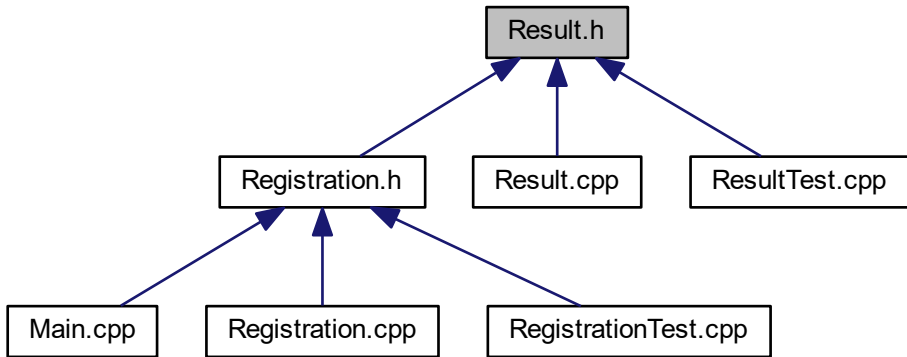 Result.h
Registration.h
Result.cpp
ResultTest.cpp
Main.cpp
Registration.cpp
RegistrationTest.cpp